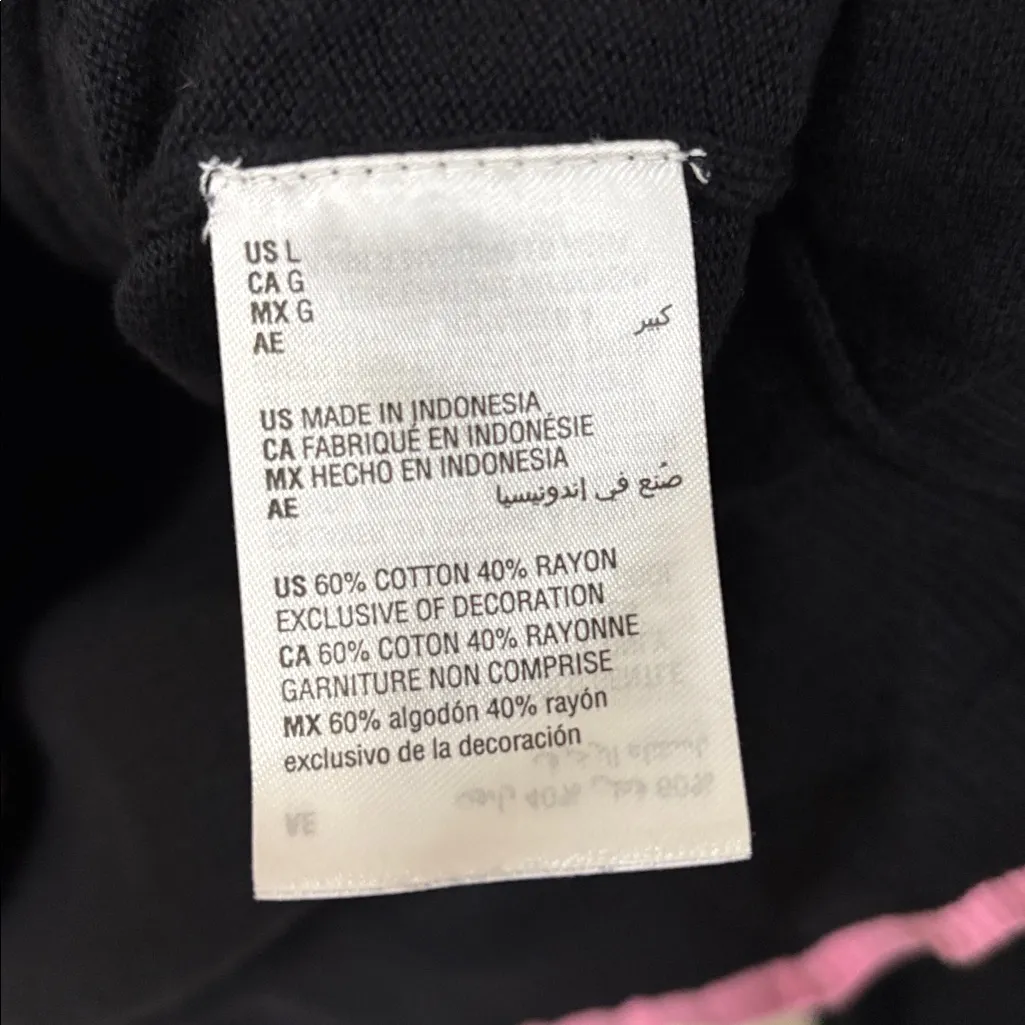 US L
CA G
MX G
AE كبير
US MADE IN INDONESIA
CA FABRIQUÉ EN INDONÉSIE
MX HECHO EN INDONESIA
AE صُنع في إندونيسيا
US 60% COTTON 40% RAYON
EXCLUSIVE OF DECORATION
CA 60% COTON 40% RAYONNE
GARNITURE NON COMPRISE
MX 60% algodón 40% rayón
exclusivo de la decoración